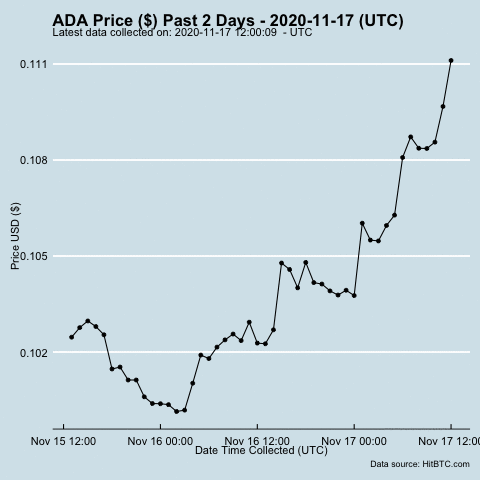 ADA Price ($) Past 2 Days - 2020-11-17 (UTC)
Latest data collected on: 2020-11-17 12:00:09 - UTC
0.111
0.108
0.105
0.102
Price USD ($)
Nov 15 12:00 Nov 16 00:00 Nov 16 12:00 Nov 17 00:00 Nov 17 12:00
Date Time Collected (UTC)
Data source: HitBTC.com